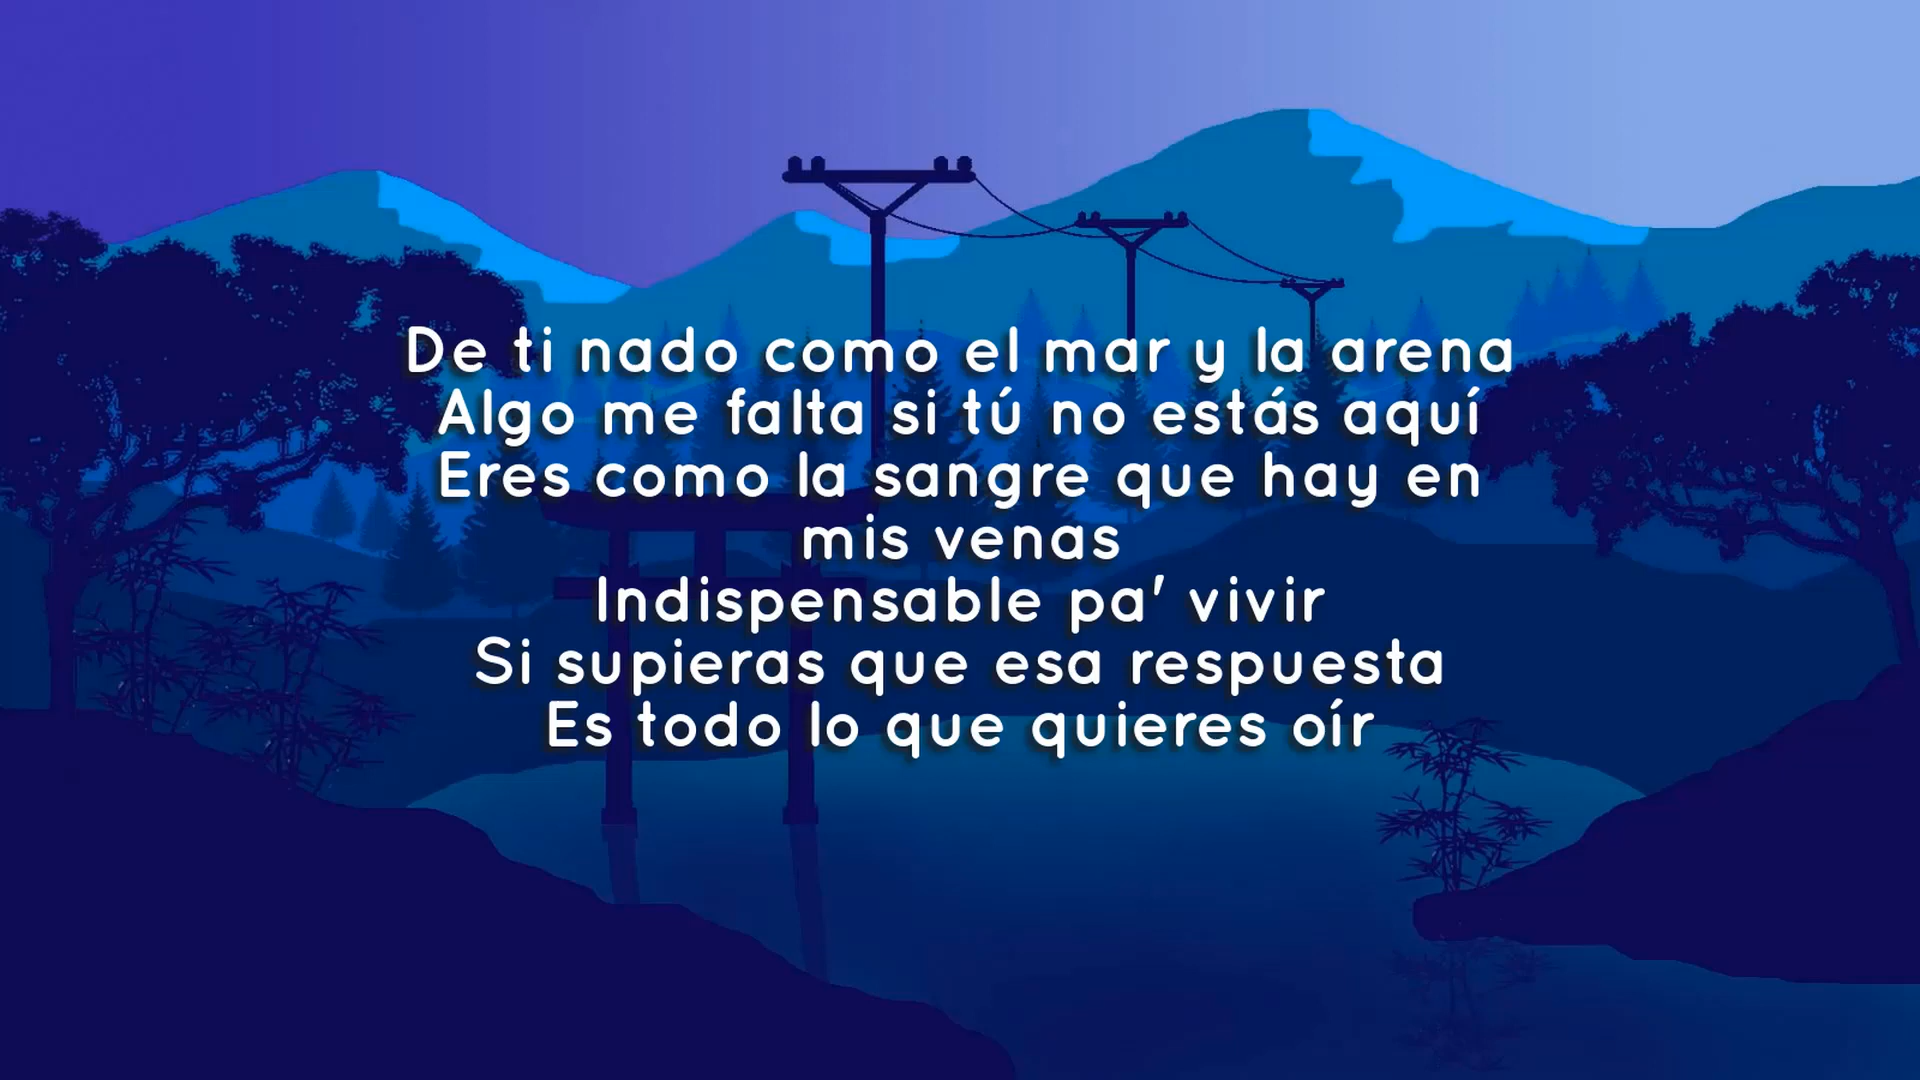 De ti nado como el mar y la arena
Algo me falta si tú no estás aquí
Eres como la sangre que hay en
mis venas
Indispensable pa' vivir
Si supieras que esa respuesta
Es todo lo que quieres oír